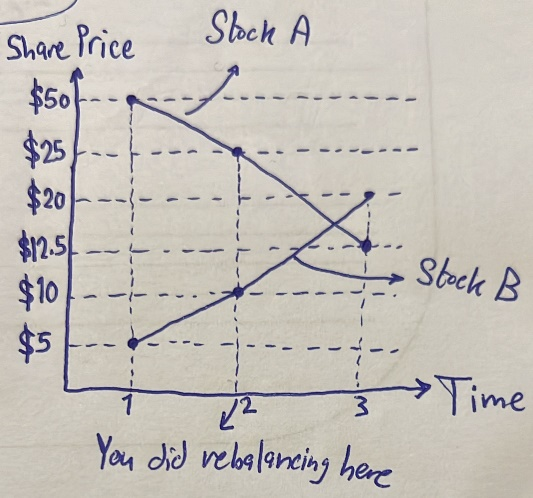 Stock A
Share Price
$50
$25
$20
$12.5
$10
$5
Stock B
1
2
3
Time
You did rebalancing here